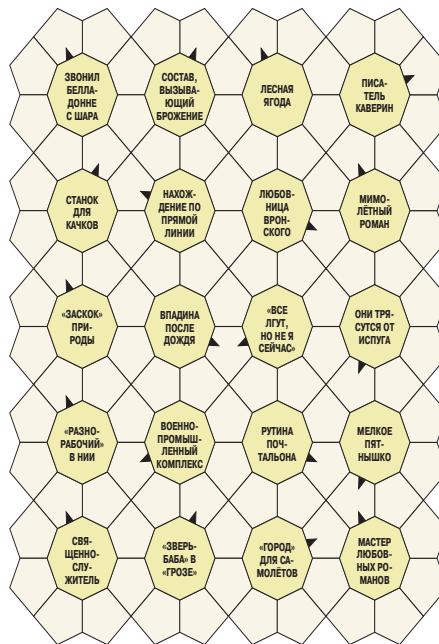 ЗВОНИЛ
БЕЛЛА-
ДОННЕ
С ШАРА
СОСТАВ,
ВЫЗЫВА-
ЮЩИЙ
БРОЖЕНИЕ
ЛЕСНАЯ
ЯГОДА
ПИСА-
ТЕЛЬ
КАВЕРИН
СТАНОК
ДЛЯ
КАЧКОВ
НАХОЖ-
ДЕНИЕ ПО
ПРЯМОЙ
ЛИНИИ
ЛЮБОВ-
НИЦА
ВРОН-
СКОГО
МИМО-
ЛЁТНЫЙ
РОМАН
«ЗАСКОК»
ПРИ-
РОДЫ
ВПАДИНА
ПОСЛЕ
ДОЖДЯ
«ВСЕ
ЛГУТ,
НО НЕ Я
СЕЙЧАС»
ОНИ ТРЯ-
СУТСЯ ОТ
ИСПУГА
«РАЗНО-
РАБОЧИЙ»
В НИИ
ВОЕННО-
ПРОМЫШ-
ЛЕННЫЙ
КОМПЛЕКС
РУТИНА
ПОЧ-
ТАЛЬОНА
МЕЛКОЕ
ПЯТ-
НЫШКО
СВЯ-
ЩЕННО-
СЛУ-
ЖИТЕЛЬ
«ЗВЕРЬ-
БАБА» В
«ГРОЗЕ»
«ГОРОД»
ДЛЯ СА-
МОЛЁТОВ
МАСТЕР
ЛЮБОВ-
НЫХ РО-
МАНОВ